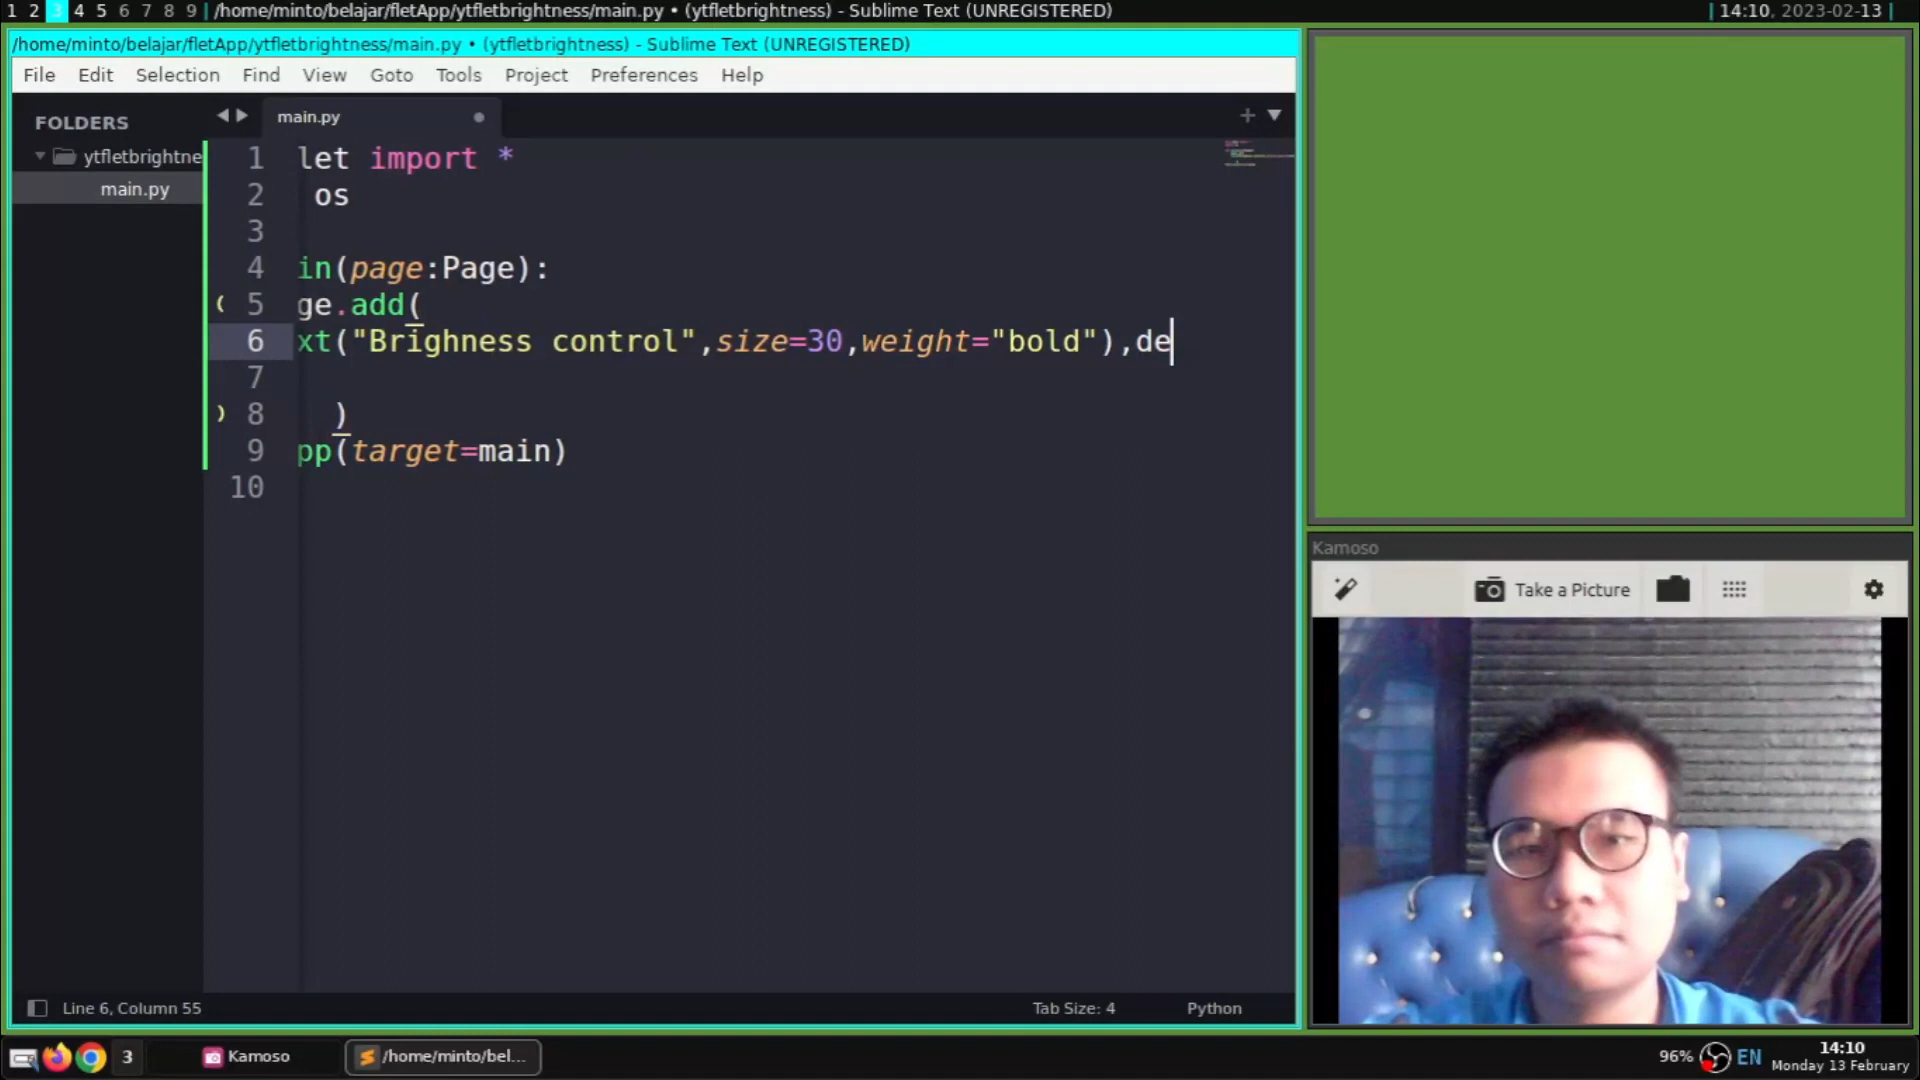 1 2 3 4 5 6 7 8 9 /home/minto/belajar/fletApp/ytfletbrightness/main.py • (ytfletbrightness) - Sublime Text (UNREGISTERED) 14:10, 2023-02-13
/home/minto/belajar/fletApp/ytfletbrightness/main.py • (ytfletbrightness) - Sublime Text (UNREGISTERED)
File Edit Selection Find View Goto Tools Project Preferences Help
FOLDERS
ytfletbrightne
main.py
main.py
1 let import *
2 os
3
4 in(page:Page):
5 ge.add(
6 xt("Brighness control",size=30,weight="bold"),de
7
8 )
9 pp(target=main)
10
Line 6, Column 55 Tab Size: 4 Python
Kamoso
Take a Picture
3 Kamoso /home/minto/bel... 96% EN 14:10
Monday 13 February